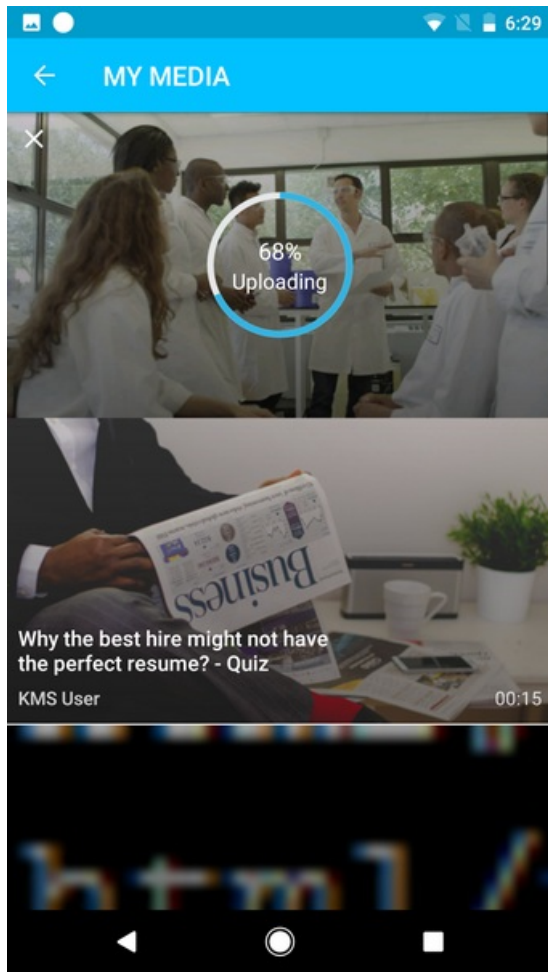 6:29
MY MEDIA
68%
Uploading
Business
Why the best hire might not have
the perfect resume? - Quiz
KMS User
00:15
html/